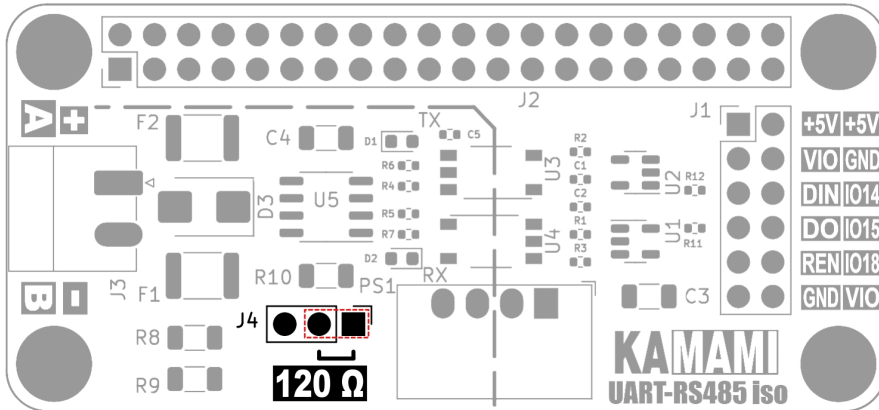 J2
J1
A +
F2
C4
D1
TX
C5
R2
+5V +5V
R6
U3
C1
VIO GND
R4
U5
C2
U2
R12
DIN IO14
D3
R5
R1
DO IO15
R7
U4
R3
U1
R11
D2
REN IO18
B -
J3
F1
R10
PS1
RX
C3
GND VIO
J4
R8
120 Ω
KAMAMI
R9
UART-RS485 iso